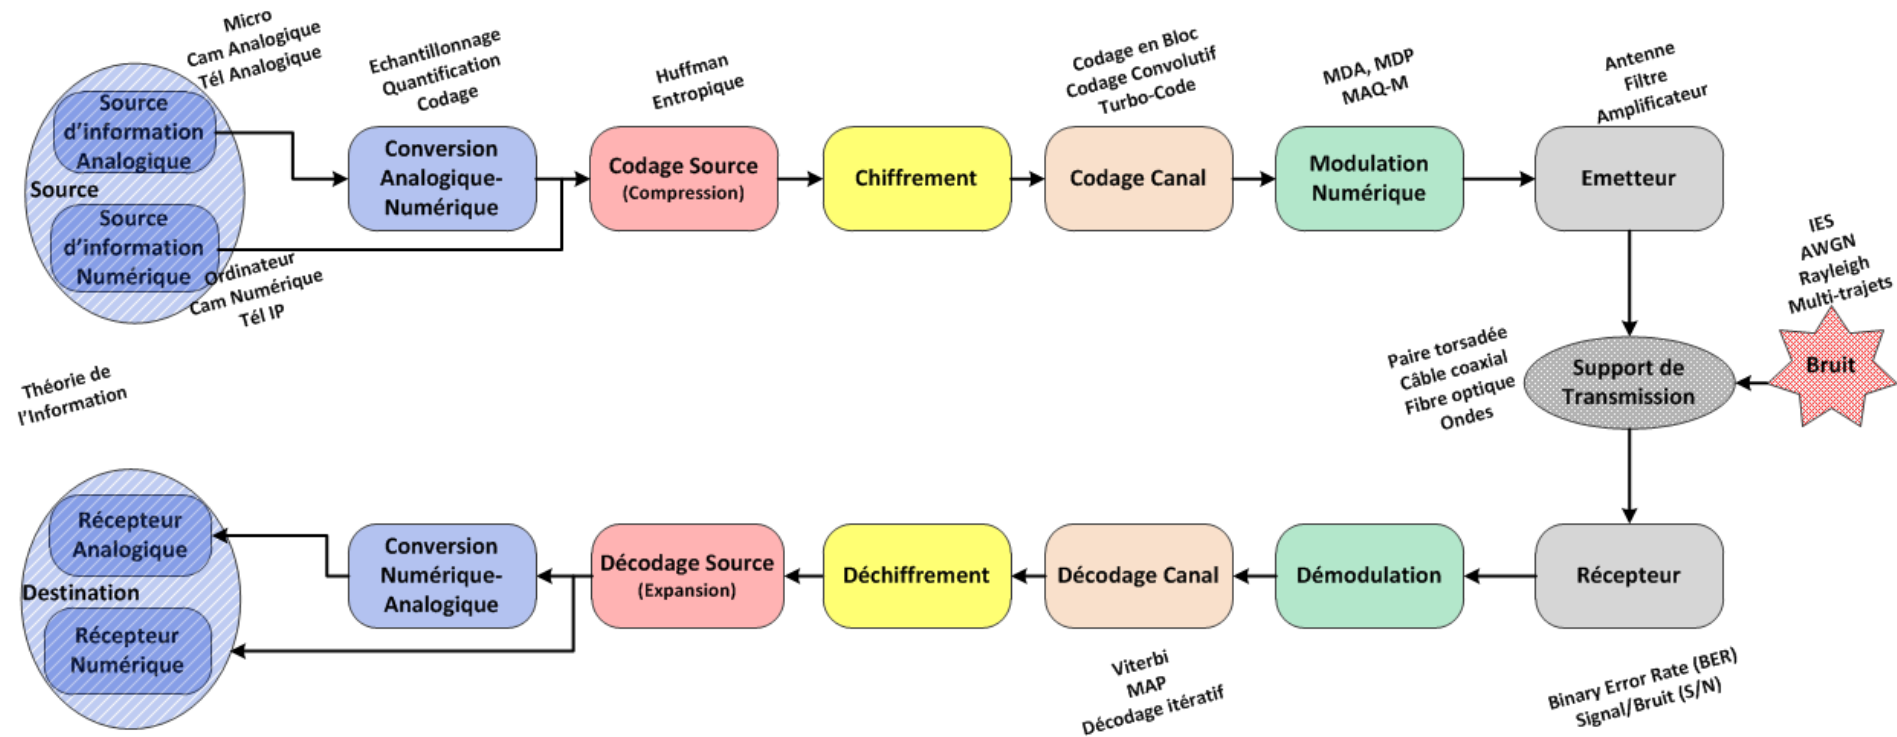 Micro
Cam Analogique
Tél Analogique
Echantillonnage
Quantification
Codage
Huffman
Entropique
Codage en Bloc
Codage Convolutif
Turbo-Code
MDA, MDP
MAQ-M
Antenne
Filtre
Amplificateur
Source
d'information
Analogique
Source
Source
d'information
Numérique
Ordinateur
Cam Numérique
Tél IP
Conversion
Analogique-
Numérique
Codage Source
(Compression)
Chiffrement
Codage Canal
Modulation
Numérique
Emetteur
IES
AWGN
Rayleigh
Multi-trajets
Bruit
Paire torsadée
Câble coaxial
Fibre optique
Ondes
Support de
Transmission
Théorie de
l'Information
Récepteur
Analogique
Destination
Récepteur
Numérique
Conversion
Numérique-
Analogique
Décodage Source
(Expansion)
Déchiffrement
Décodage Canal
Démodulation
Récepteur
Viterbi
MAP
Décodage itératif
Binary Error Rate (BER)
Signal/Bruit (S/N)